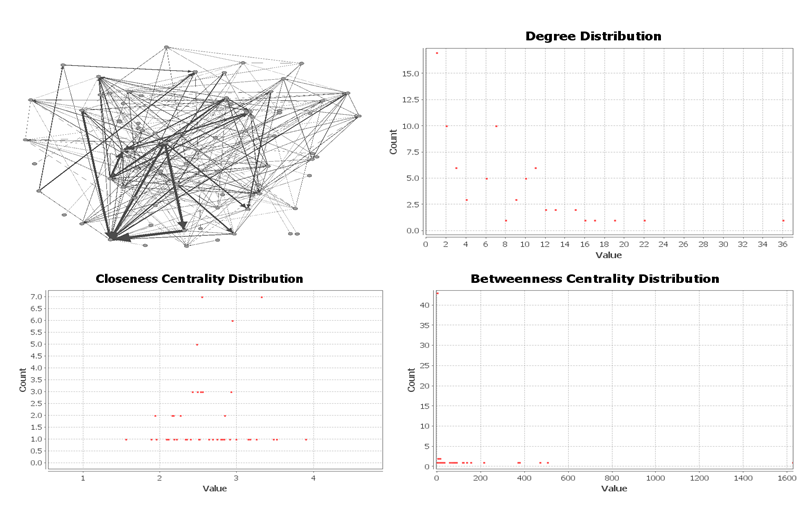 Degree Distribution
15.0
12.5
10.0
7.5
5.0
2.5
0.0
Count
0 2 4 6 8 10 12 14 16 18 20 22 24 26 28 30 32 34 36
Value
Closeness Centrality Distribution
7.0
6.5
6.0
5.5
5.0
4.5
4.0
3.5
3.0
2.5
2.0
1.5
1.0
0.5
0.0
Count
1 2 3 4
Value
Betweenness Centrality Distribution
40
35
30
25
20
15
10
5
0
Count
0 200 400 600 800 1000 1200 1400 1600
Value